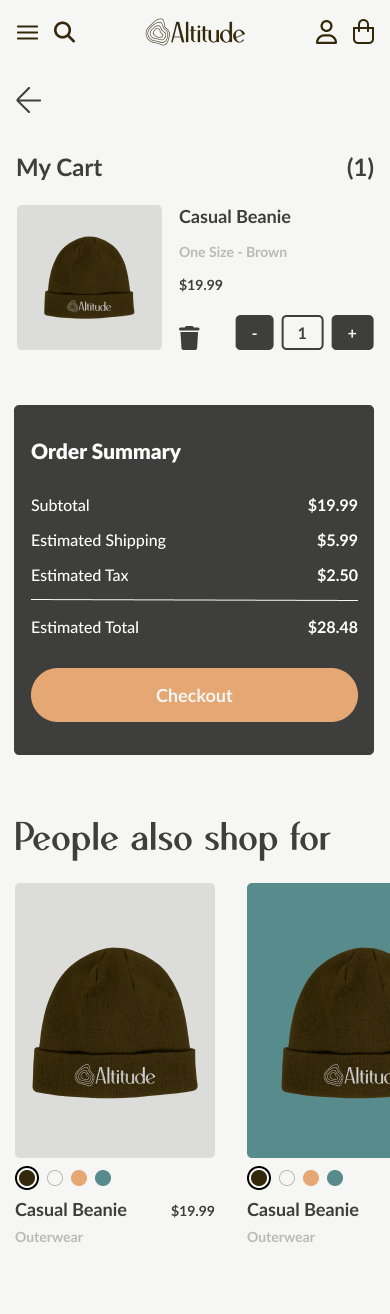 Altitude
My Cart (1)
Casual Beanie
One Size - Brown
$19.99
Altitude
- 1 +
Order Summary
Subtotal $19.99
Estimated Shipping $5.99
Estimated Tax $2.50
Estimated Total $28.48
Checkout
People also shop for
Altitude Altitu
Casual Beanie $19.99 Casual Beanie
Outerwear Outerwear